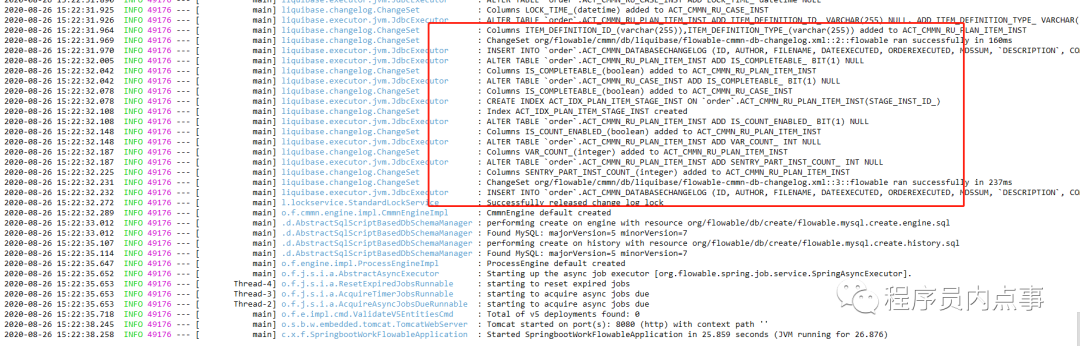 2020-08-26 15:22:31.896 INFO 49176 --- [ main] liquibase.executor.jvm.JdbcExecutor : ALTER TABLE `order`.ACT_CMMN_RU_CASE_INST ADD LOCK_TIME_ datetime NULL
2020-08-26 15:22:31.925 INFO 49176 --- [ main] liquibase.changelog.ChangeSet : Columns LOCK_TIME_(datetime) added to ACT_CMMN_RU_CASE_INST
2020-08-26 15:22:31.925 INFO 49176 --- [ main] liquibase.executor.jvm.JdbcExecutor : ALTER TABLE `order`.ACT_CMMN_RU_PLAN_ITEM_INST ADD ITEM_DEFINITION_ID_ VARCHAR(255) NULL, ADD ITEM_DEFINITION_TYPE_ VARCHAR(
2020-08-26 15:22:31.964 INFO 49176 --- [ main] liquibase.changelog.ChangeSet : Columns ITEM_DEFINITION_ID_(varchar(255)),ITEM_DEFINITION_TYPE_(varchar(255)) added to ACT_CMMN_RU_PLAN_ITEM_INST
2020-08-26 15:22:31.969 INFO 49176 --- [ main] liquibase.changelog.ChangeSet : ChangeSet org/flowable/cmmn/db/liquibase/flowable-cmmn-db-changelog.xml::2::flowable ran successfully in 160ms
2020-08-26 15:22:31.970 INFO 49176 --- [ main] liquibase.executor.jvm.JdbcExecutor : INSERT INTO `order`.ACT_CMMN_DATABASECHANGELOG (ID, AUTHOR, FILENAME, DATEEXECUTED, ORDEREXECUTED, MD5SUM, `DESCRIPTION`, CO
2020-08-26 15:22:32.005 INFO 49176 --- [ main] liquibase.executor.jvm.JdbcExecutor : ALTER TABLE `order`.ACT_CMMN_RU_PLAN_ITEM_INST ADD IS_COMPLETEABLE_ BIT(1) NULL
2020-08-26 15:22:32.042 INFO 49176 --- [ main] liquibase.changelog.ChangeSet : Columns IS_COMPLETEABLE_(boolean) added to ACT_CMMN_RU_PLAN_ITEM_INST
2020-08-26 15:22:32.042 INFO 49176 --- [ main] liquibase.executor.jvm.JdbcExecutor : ALTER TABLE `order`.ACT_CMMN_RU_CASE_INST ADD IS_COMPLETEABLE_ BIT(1) NULL
2020-08-26 15:22:32.078 INFO 49176 --- [ main] liquibase.changelog.ChangeSet : Columns IS_COMPLETEABLE_(boolean) added to ACT_CMMN_RU_CASE_INST
2020-08-26 15:22:32.078 INFO 49176 --- [ main] liquibase.executor.jvm.JdbcExecutor : CREATE INDEX ACT_IDX_PLAN_ITEM_STAGE_INST ON `order`.ACT_CMMN_RU_PLAN_ITEM_INST(STAGE_INST_ID_)
2020-08-26 15:22:32.108 INFO 49176 --- [ main] liquibase.changelog.ChangeSet : Index ACT_IDX_PLAN_ITEM_STAGE_INST created
2020-08-26 15:22:32.108 INFO 49176 --- [ main] liquibase.executor.jvm.JdbcExecutor : ALTER TABLE `order`.ACT_CMMN_RU_PLAN_ITEM_INST ADD IS_COUNT_ENABLED_ BIT(1) NULL
2020-08-26 15:22:32.148 INFO 49176 --- [ main] liquibase.changelog.ChangeSet : Columns IS_COUNT_ENABLED_(boolean) added to ACT_CMMN_RU_PLAN_ITEM_INST
2020-08-26 15:22:32.148 INFO 49176 --- [ main] liquibase.executor.jvm.JdbcExecutor : ALTER TABLE `order`.ACT_CMMN_RU_PLAN_ITEM_INST ADD VAR_COUNT_ INT NULL
2020-08-26 15:22:32.187 INFO 49176 --- [ main] liquibase.changelog.ChangeSet : Columns VAR_COUNT_(integer) added to ACT_CMMN_RU_PLAN_ITEM_INST
2020-08-26 15:22:32.187 INFO 49176 --- [ main] liquibase.executor.jvm.JdbcExecutor : ALTER TABLE `order`.ACT_CMMN_RU_PLAN_ITEM_INST ADD SENTRY_PART_INST_COUNT_ INT NULL
2020-08-26 15:22:32.225 INFO 49176 --- [ main] liquibase.changelog.ChangeSet : Columns SENTRY_PART_INST_COUNT_(integer) added to ACT_CMMN_RU_PLAN_ITEM_INST
2020-08-26 15:22:32.231 INFO 49176 --- [ main] liquibase.changelog.ChangeSet : ChangeSet org/flowable/cmmn/db/liquibase/flowable-cmmn-db-changelog.xml::3::flowable ran successfully in 237ms
2020-08-26 15:22:32.232 INFO 49176 --- [ main] liquibase.executor.jvm.JdbcExecutor : INSERT INTO `order`.ACT_CMMN_DATABASECHANGELOG (ID, AUTHOR, FILENAME, DATEEXECUTED, ORDEREXECUTED, MD5SUM, `DESCRIPTION`, CO
2020-08-26 15:22:32.272 INFO 49176 --- [ main] l.lockservice.StandardLockService : Successfully released change log lock
2020-08-26 15:22:32.289 INFO 49176 --- [ main] o.f.cmmn.engine.impl.CmmnEngineImpl : CmmnEngine default created
2020-08-26 15:22:33.012 INFO 49176 --- [ main] .d.AbstractSqlScriptBasedDbSchemaManager : performing create on engine with resource org/flowable/db/create/flowable.mysql.create.engine.sql
2020-08-26 15:22:33.012 INFO 49176 --- [ main] .d.AbstractSqlScriptBasedDbSchemaManager : Found MySQL: majorVersion=5 minorVersion=7
2020-08-26 15:22:35.107 INFO 49176 --- [ main] .d.AbstractSqlScriptBasedDbSchemaManager : performing create on history with resource org/flowable/db/create/flowable.mysql.create.history.sql
2020-08-26 15:22:35.114 INFO 49176 --- [ main] .d.AbstractSqlScriptBasedDbSchemaManager : Found MySQL: majorVersion=5 minorVersion=7
2020-08-26 15:22:35.647 INFO 49176 --- [ main] o.f.engine.impl.ProcessEngineImpl : ProcessEngine default created
2020-08-26 15:22:35.652 INFO 49176 --- [ main] o.f.j.s.i.a.AbstractAsyncExecutor : Starting up the async job executor [org.flowable.spring.job.service.SpringAsyncExecutor].
2020-08-26 15:22:35.653 INFO 49176 --- [ Thread-4] o.f.j.s.i.a.ResetExpiredJobsRunnable : starting to reset expired jobs
2020-08-26 15:22:35.653 INFO 49176 --- [ Thread-3] o.f.j.s.i.a.AcquireTimerJobsRunnable : starting to acquire async jobs due
2020-08-26 15:22:35.653 INFO 49176 --- [ Thread-2] o.f.j.s.i.a.AcquireAsyncJobsDueRunnable : starting to acquire async jobs due
2020-08-26 15:22:35.718 INFO 49176 --- [ main] o.f.e.impl.cmd.ValidateV5EntitiesCmd : Total of v5 deployments found: 0
2020-08-26 15:22:38.245 INFO 49176 --- [ main] o.s.b.w.embedded.tomcat.TomcatWebServer : Tomcat started on port(s): 8080 (http) with context path ''
2020-08-26 15:22:38.250 INFO 49176 --- [ main] c.x.f.SpringbootWorkFlowableApplication : Started SpringbootWorkFlowableApplication in 25.859 seconds (JVM running for 26.876)
程序员内点事